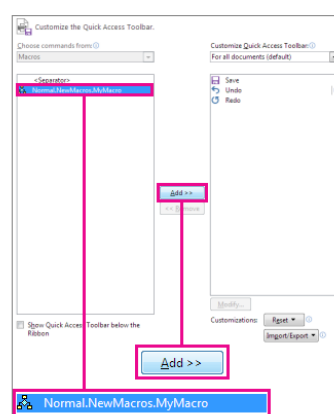 Customize the Quick Access Toolbar.
Choose commands from:
Macros
Customize Quick Access Toolbar:
For all documents (default)
<Separator>
Normal.NewMacros.MyMacro
Save
Undo
Redo
Add >>
<< Remove
Modify...
Show Quick Access Toolbar below the
Ribbon
Customizations:
Reset
Import/Export
Add >>
Normal.NewMacros.MyMacro